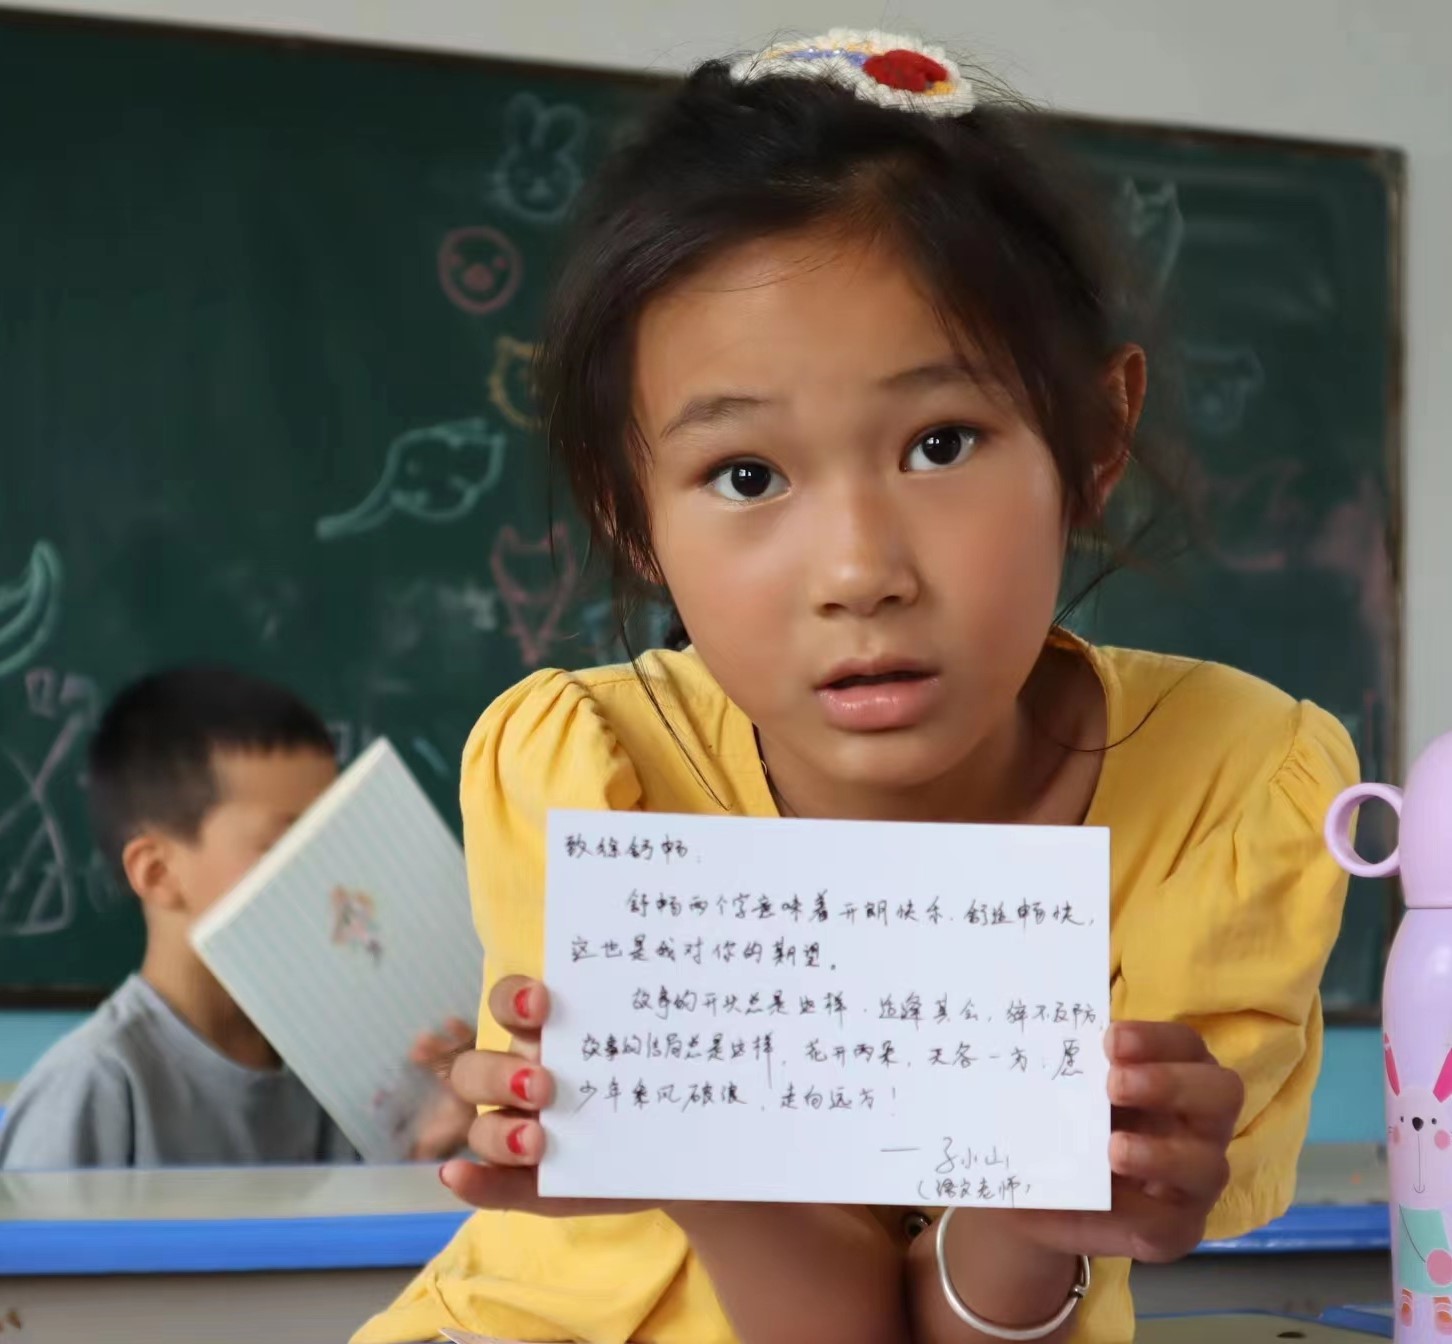 致徐舒畅:
舒畅两个字意味着开朗快乐,舒适畅快,
这也是我对你的期望。
故事的开头总是这样,适逢其会,猝不及防,
故事的结局总是这样,花开两朵,天各一方,愿
少年乘风破浪,走向远方!
— 孙小山
(语文老师)